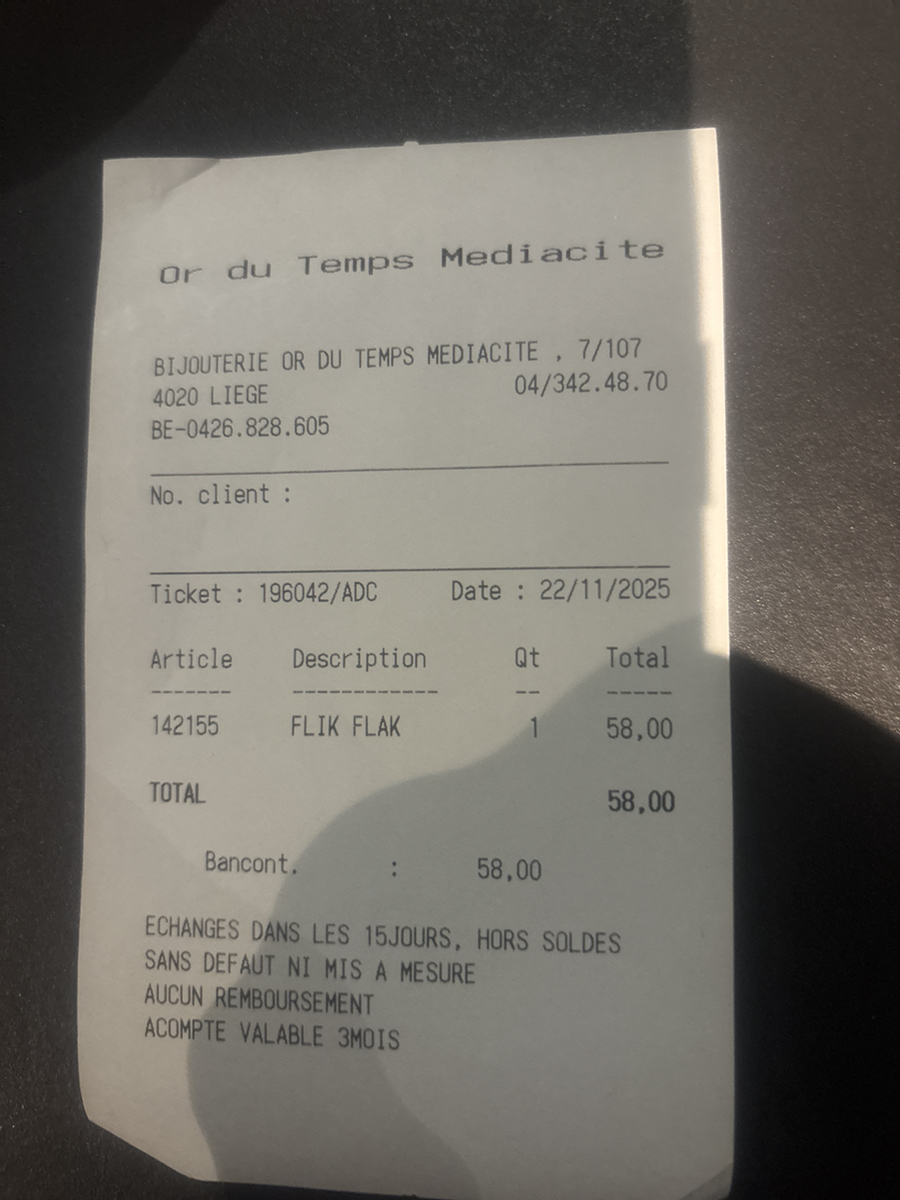 Or du Temps Mediacite
BIJOUTERIE OR DU TEMPS MEDIACITE , 7/107
4020 LIEGE 04/342.48.70
BE-0426.828.605
No. client :
Ticket : 196042/ADC Date : 22/11/2025
Article Description Qt Total
------- ------------ -- -----
142155 FLIK FLAK 1 58,00
TOTAL 58,00
Bancont. : 58,00
ECHANGES DANS LES 15JOURS, HORS SOLDES
SANS DEFAUT NI MIS A MESURE
AUCUN REMBOURSEMENT
ACOMPTE VALABLE 3MOIS